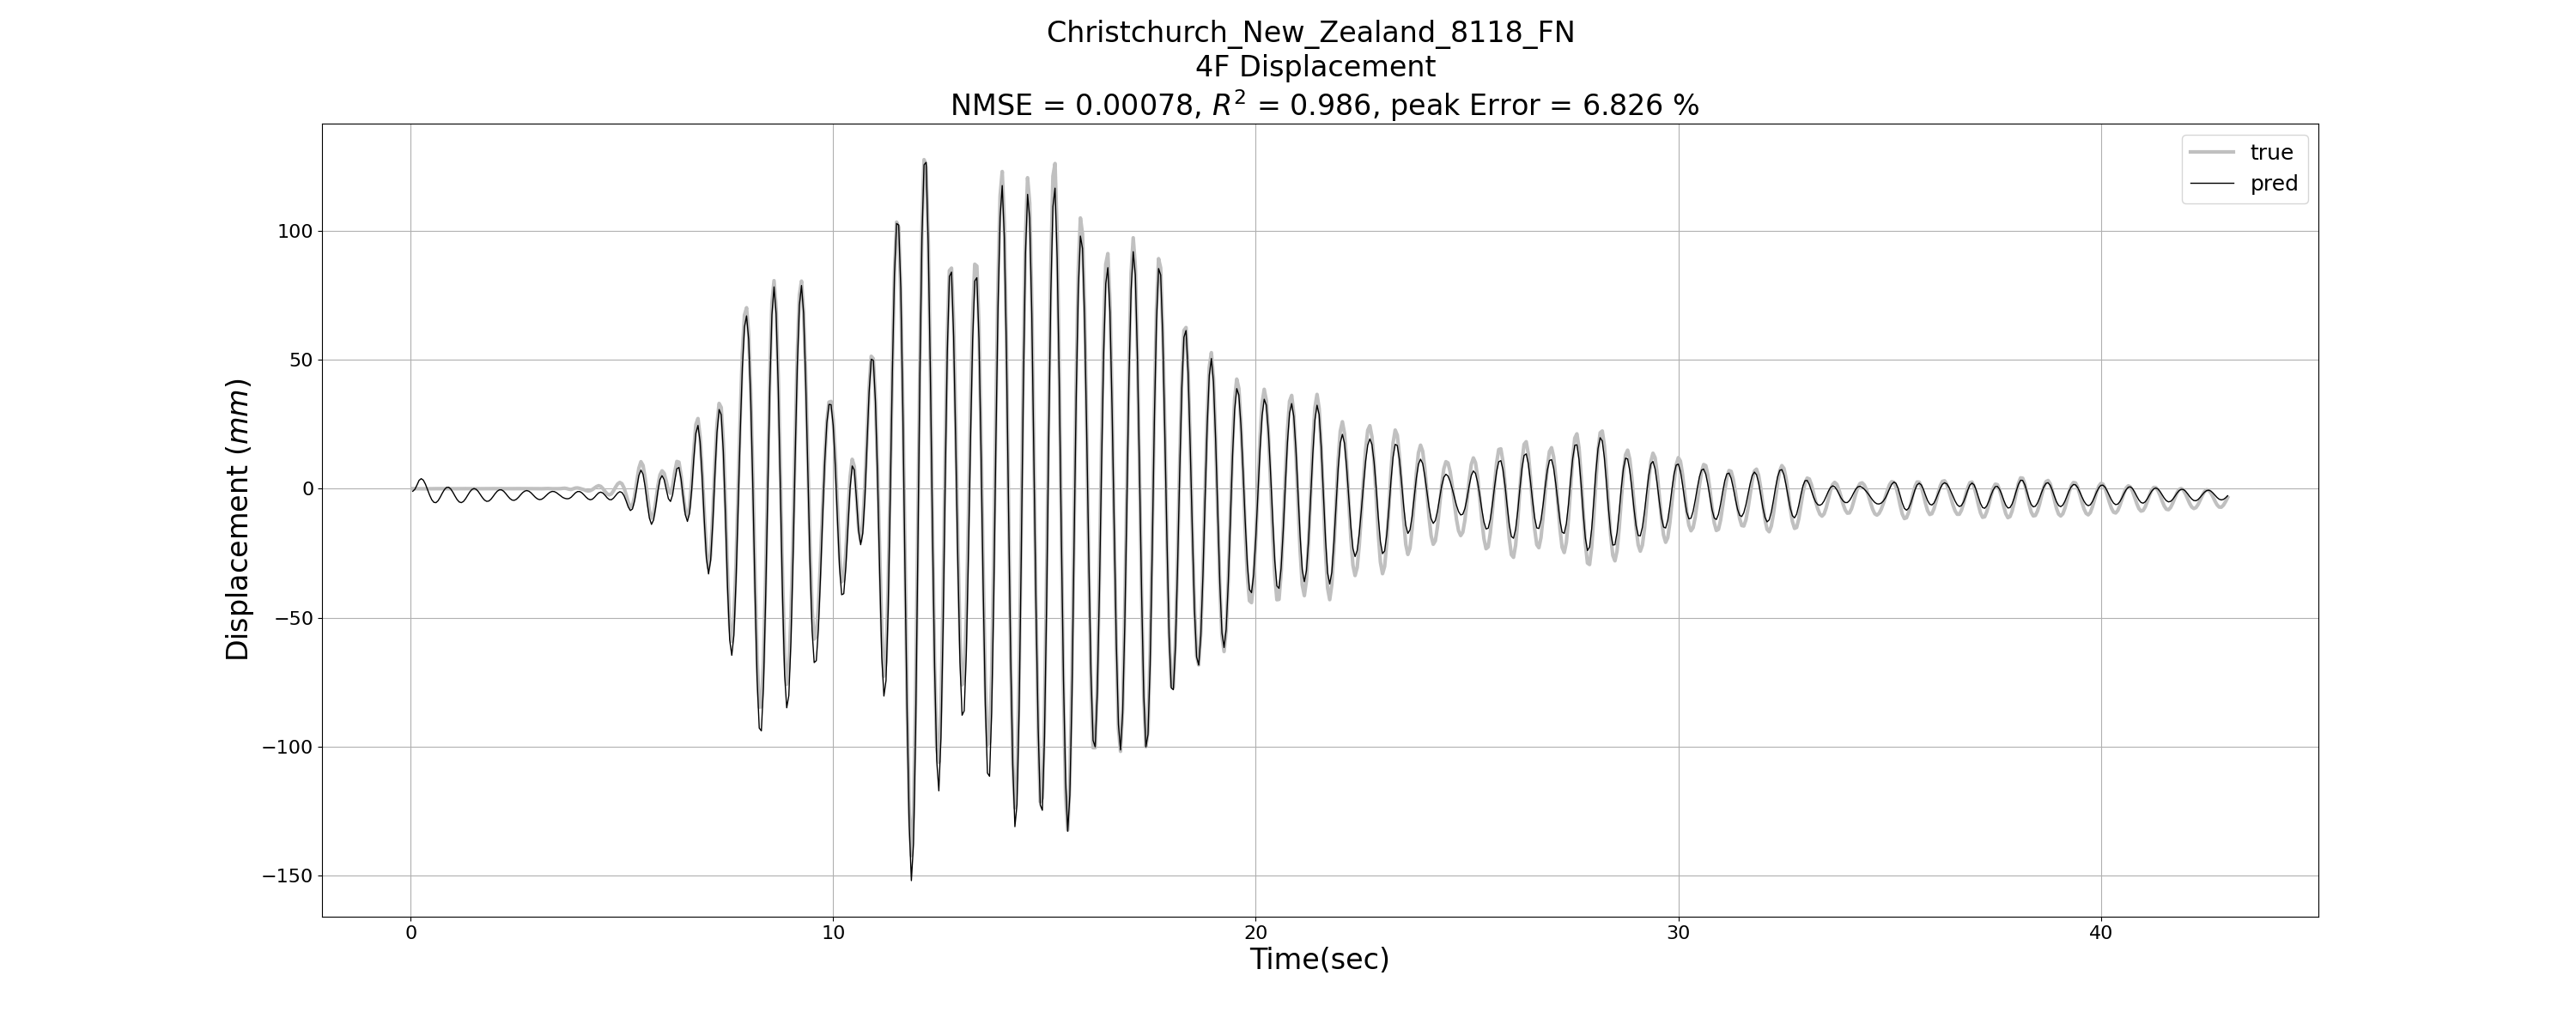 Christchurch_New_Zealand_8118_FN
4F Displacement
NMSE = 0.00078, R² = 0.986, peak Error = 6.826 %
true
pred
100
50
0
−50
−100
−150
Displacement (mm)
0 10 20 30 40
Time(sec)